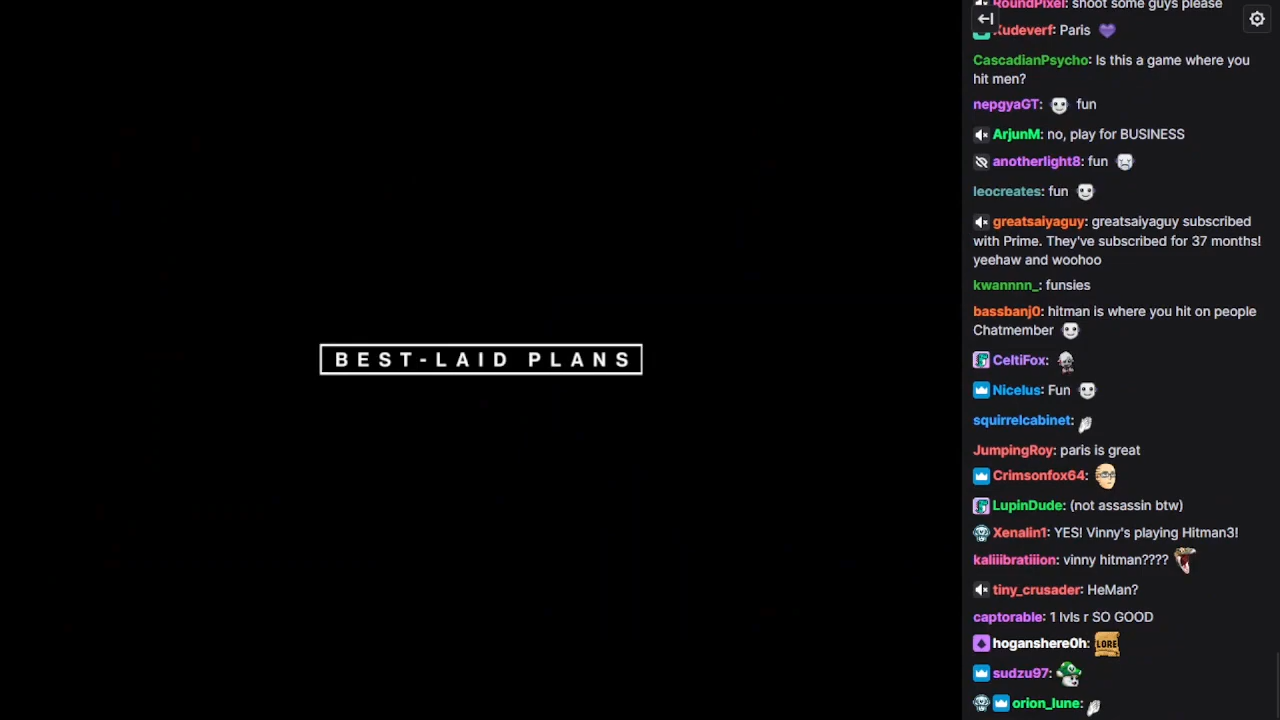 BEST-LAID PLANS
RoundPixel: shoot some guys please
Kudeverf: Paris
CascadianPsycho: Is this a game where you
hit men?
nepgyaGT: fun
ArjunM: no, play for BUSINESS
anotherlight8: fun
leocreates: fun
greatsaiyaguy: greatsaiyaguy subscribed
with Prime. They've subscribed for 37 months!
yeehaw and woohoo
kwannnn_: funsies
bassbanj0: hitman is where you hit on people
Chatmember
CeltiFox:
Nicelus: Fun
squirrelcabinet:
JumpingRoy: paris is great
Crimsonfox64:
LupinDude: (not assassin btw)
Xenalin1: YES! Vinny's playing Hitman3!
kaliiibratiiion: vinny hitman????
tiny_crusader: HeMan?
captorable: 1 lvls r SO GOOD
hoganshere0h: LORE
sudzu97:
orion_lune: